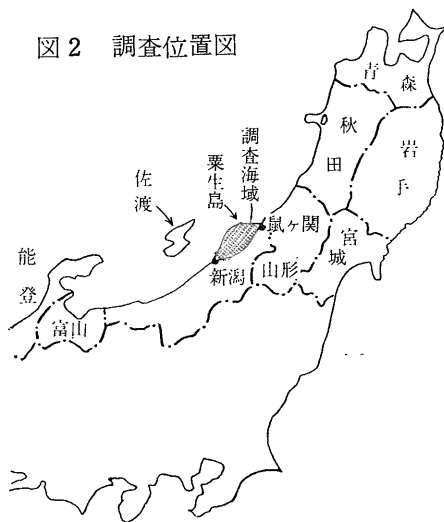 図2 調査位置図
青森
秋田
岩手
調査海域
粟生島
佐渡
鼠ヶ関
宮城
能登
新潟
山形
富山